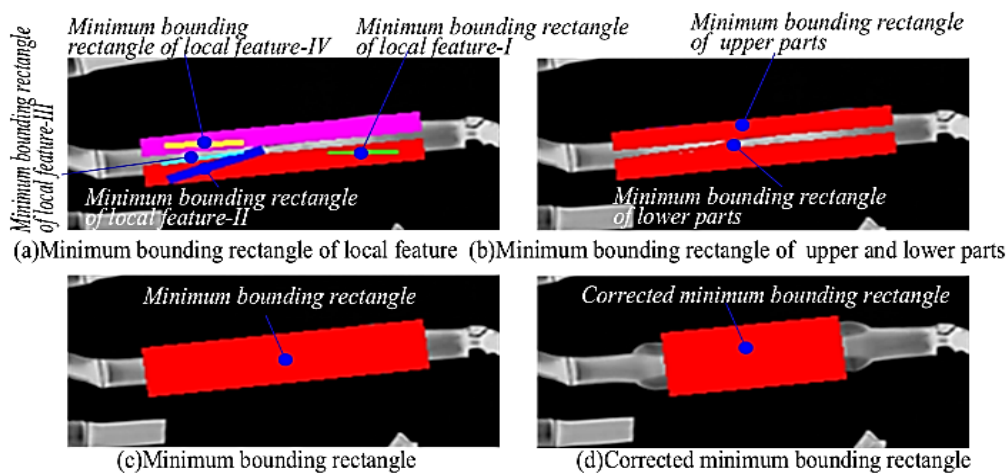 Minimum bounding
rectangle of local feature-IV
Minimum bounding rectangle
of local feature-I
Minimum bounding rectangle
of local feature-III
Minimum bounding rectangle
of local feature-II
Minimum bounding rectangle
of upper parts
Minimum bounding rectangle
of lower parts
(a)Minimum bounding rectangle of local feature
(b)Minimum bounding rectangle of upper and lower parts
Minimum bounding rectangle
Corrected minimum bounding rectangle
(c)Minimum bounding rectangle
(d)Corrected minimum bounding rectangle